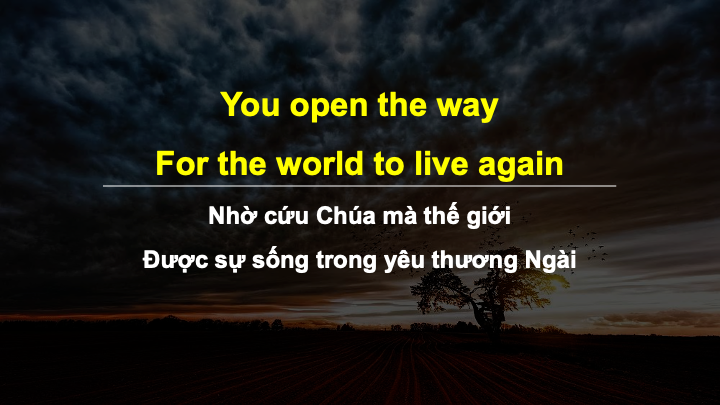 You open the way
For the world to live again
Nhờ cứu Chúa mà thế giới
Được sự sống trong yêu thương Ngài